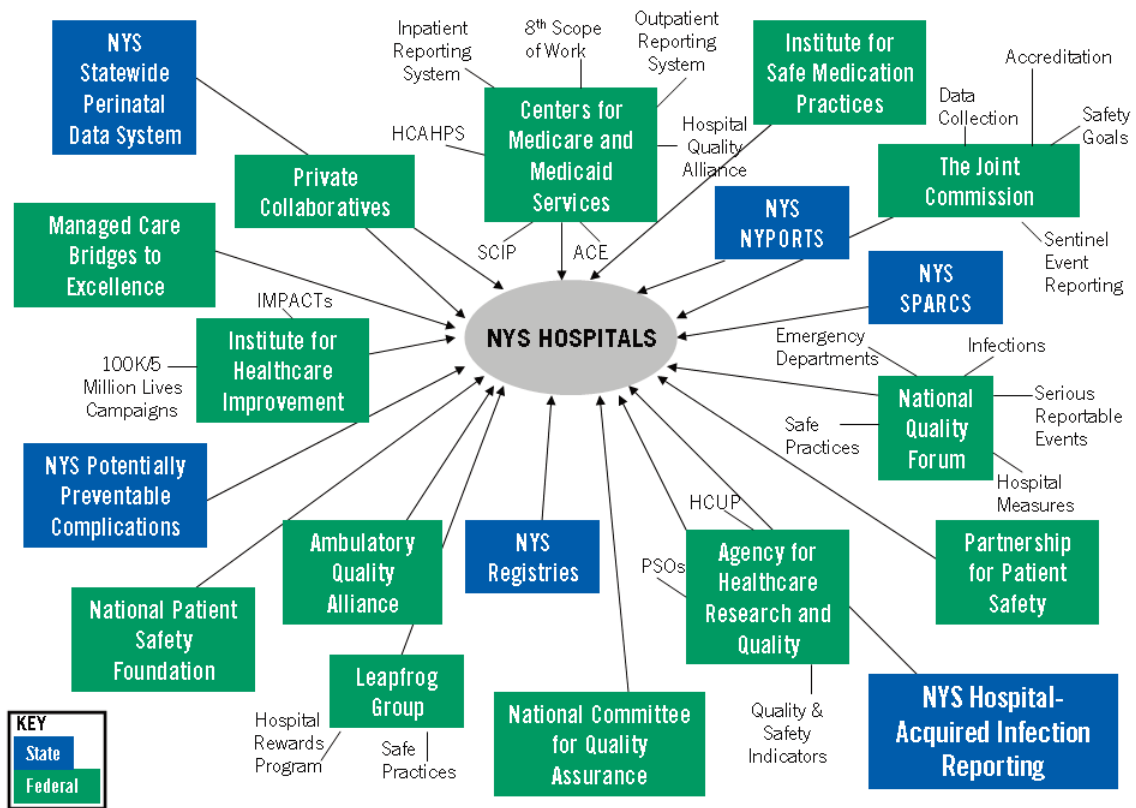 NYS
Statewide
Perinatal
Data System
Inpatient
Reporting
System
8th Scope
of Work
Outpatient
Reporting
System
Institute for
Safe Medication
Practices
Accreditation
Data
Collection
Safety
Goals
HCAHPS
Centers for
Medicare and
Medicaid
Services
Hospital
Quality
Alliance
The Joint
Commission
Private
Collaboratives
SCIP
ACE
NYS
NYPORTS
Sentinel
Event
Reporting
Managed Care
Bridges to
Excellence
NYS
SPARCS
IMPACTs
NYS HOSPITALS
100K/5
Million Lives
Campaigns
Institute for
Healthcare
Improvement
Emergency
Departments
Infections
Safe
Practices
National
Quality
Forum
Serious
Reportable
Events
Hospital
Measures
NYS Potentially
Preventable
Complications
Ambulatory
Quality
Alliance
NYS
Registries
HCUP
PSOs
Agency for
Healthcare
Research and
Quality
Partnership
for Patient
Safety
National Patient
Safety
Foundation
Leapfrog
Group
Hospital
Rewards
Program
Safe
Practices
National Committee
for Quality
Assurance
Quality &
Safety
Indicators
NYS Hospital-
Acquired Infection
Reporting
KEY
State
Federal